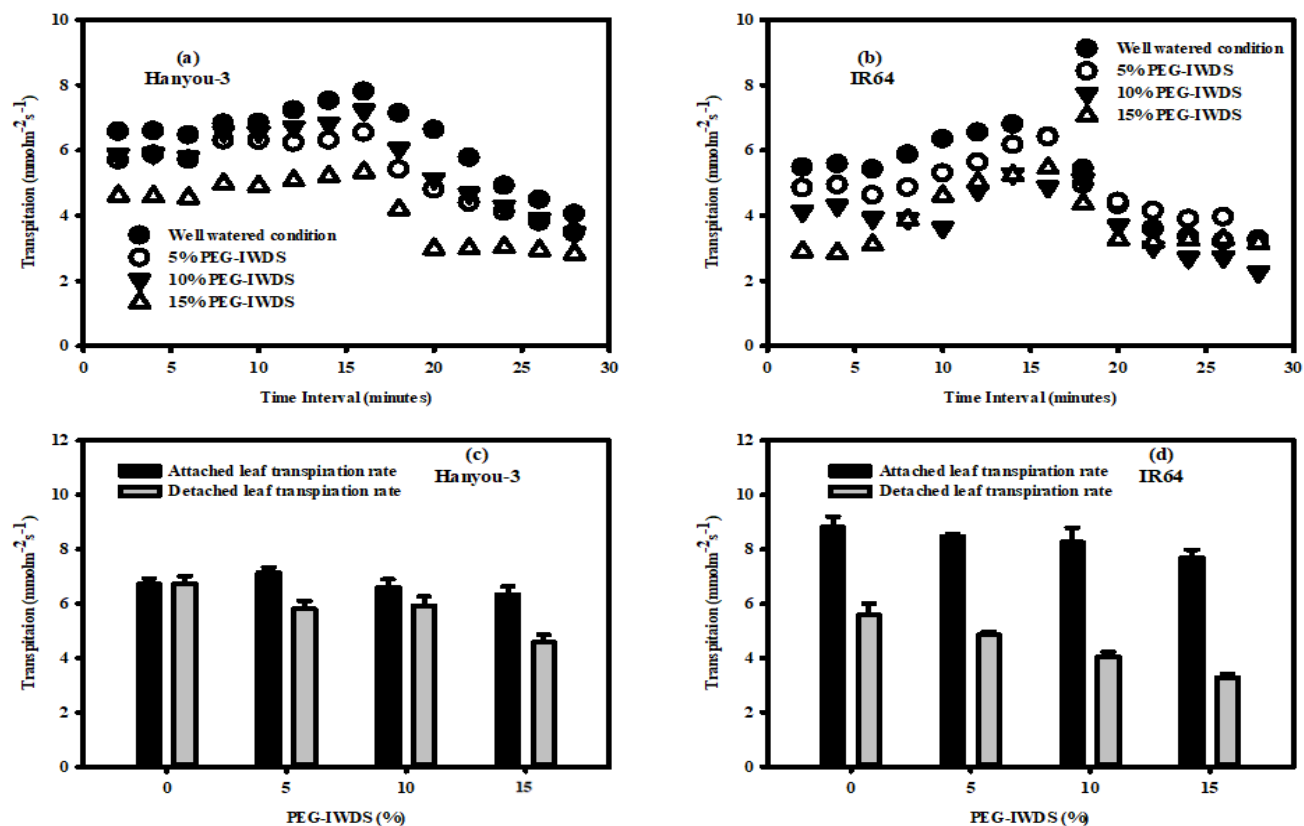 10
8
6
4
2
0
Transpitaion (mmolm⁻²s⁻¹)
(a)
Hanyou-3
Well watered condition
5% PEG-IWDS
10% PEG-IWDS
15% PEG-IWDS
0 5 10 15 20 25 30
Time Interval (minutes)
10
8
6
4
2
0
Transpitaion (mmolm⁻²s⁻¹)
(b)
IR64
Well watered condition
5% PEG-IWDS
10% PEG-IWDS
15% PEG-IWDS
0 5 10 15 20 25 30
Time Interval (minutes)
12
10
8
6
4
2
0
Transpitaion (mmolm⁻²s⁻¹)
Attached leaf transpiration rate
Detached leaf transpiration rate
(c)
Hanyou-3
0 5 10 15
PEG-IWDS (%)
12
10
8
6
4
2
0
Transpitaion (mmolm⁻²s⁻¹)
Attached leaf transpiration rate
Detached leaf transpiration rate
(d)
IR64
0 5 10 15
PEG-IWDS (%)